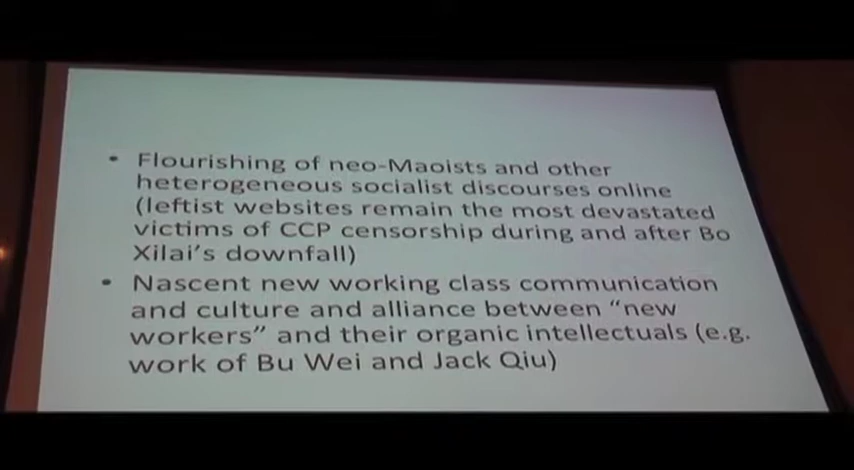 • Flourishing of neo-Maoists and other
heterogeneous socialist discourses online
(leftist websites remain the most devastated
victims of CCP censorship during and after Bo
Xilai's downfall)
• Nascent new working class communication
and culture and alliance between "new
workers" and their organic intellectuals (e.g.
work of Bu Wei and Jack Qiu)